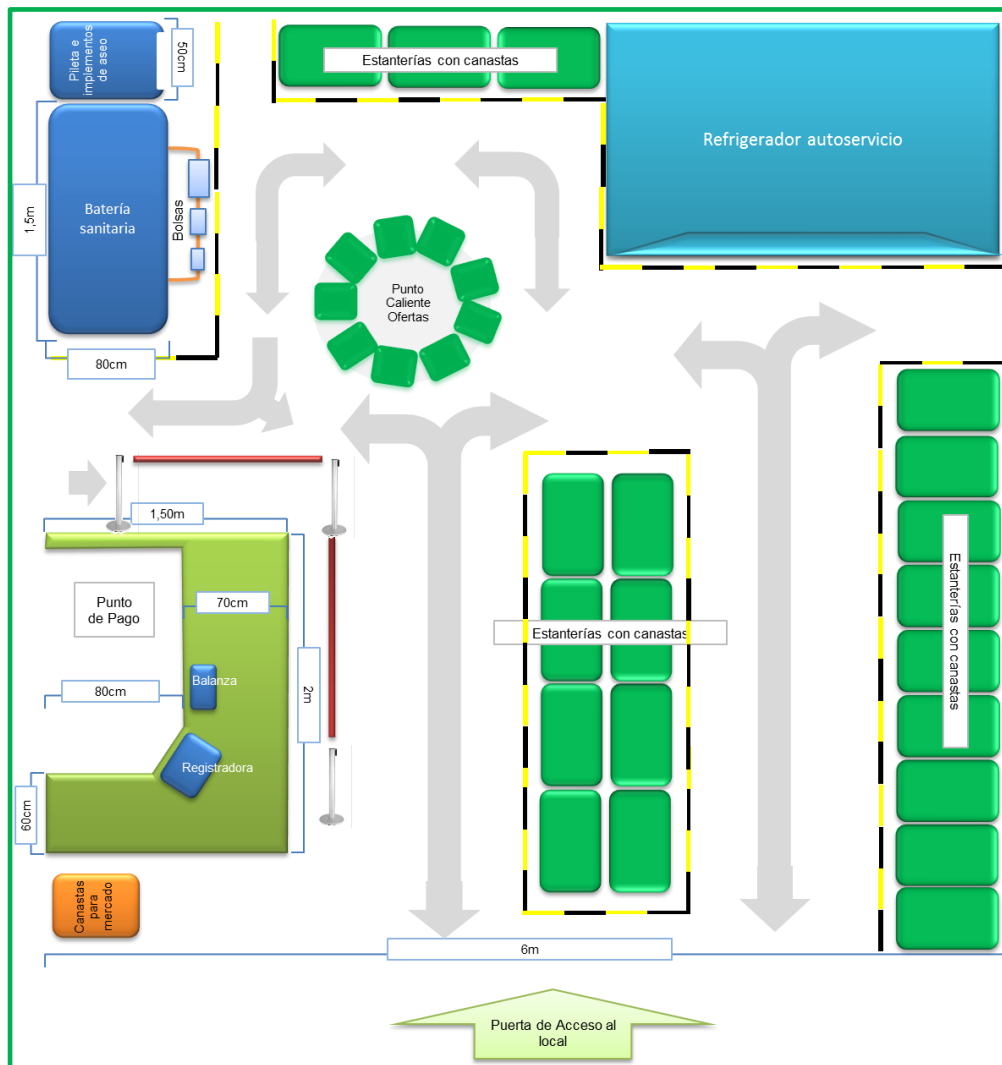 Pileta e
implementos
de aseo
50cm
Estanterías con canastas
Refrigerador autoservicio
1,5m
Batería
sanitaria
Bolsas
80cm
Punto
Caliente
Ofertas
1,50m
Punto
de Pago
70cm
80cm
Balanza
2m
Registradora
60cm
Estanterías con canastas
Estanterías con canastas
Canastas
para
mercado
6m
Puerta de Acceso al
local